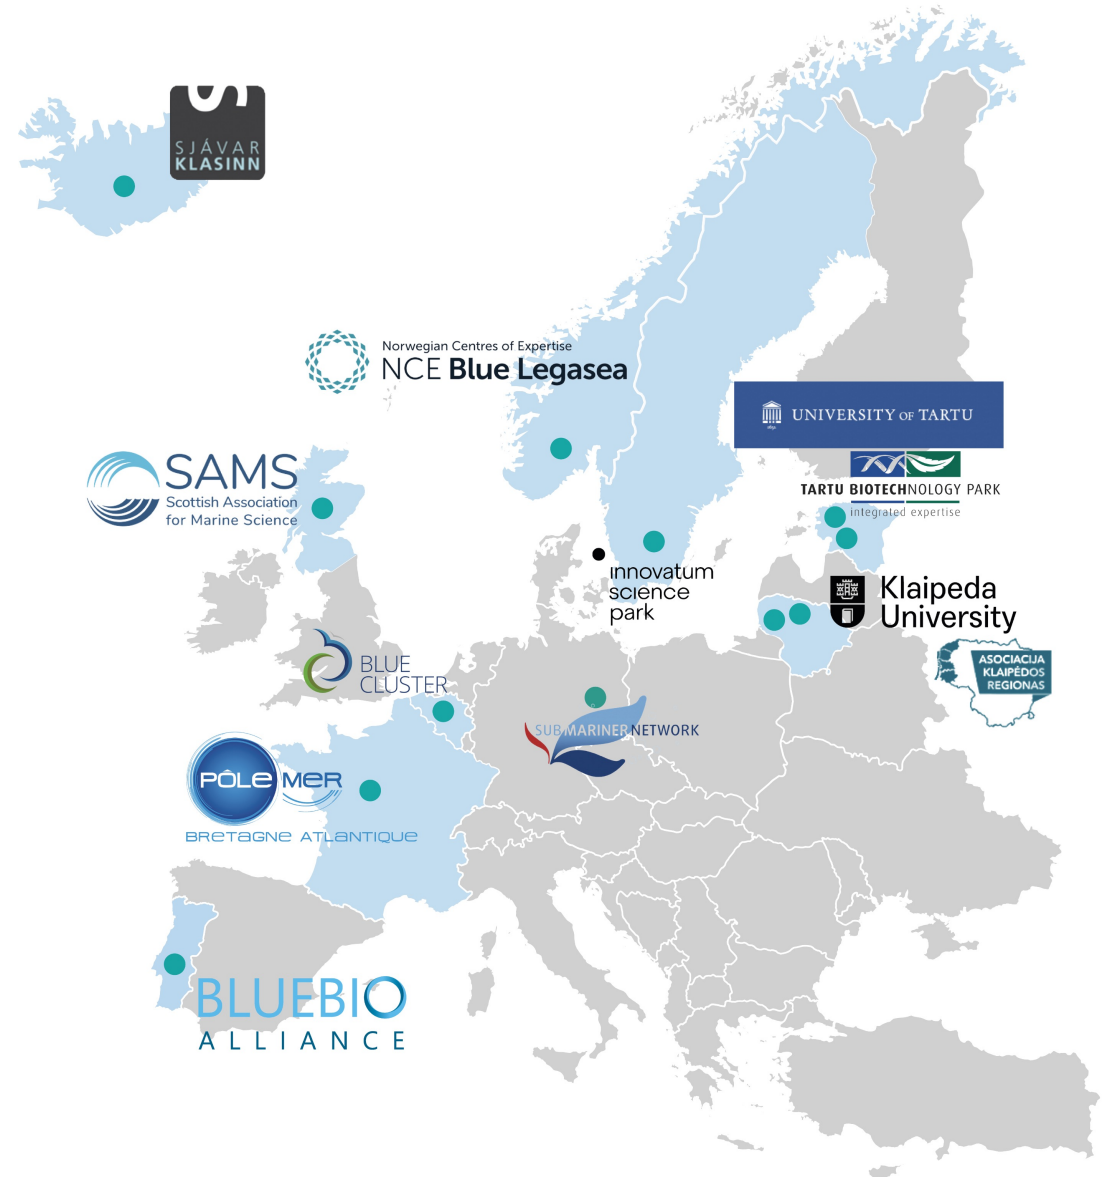 SJÁVAR
KLASINN
Norwegian Centres of Expertise
NCE Blue Legasea
UNIVERSITY OF TARTU
TARTU BIOTECHNOLOGY PARK
integrated expertise
SAMS
Scottish Association
for Marine Science
innovatum
science
park
Klaipeda
University
ASOCIACIJA
KLAIPĖDOS
REGIONAS
BLUE
CLUSTER
SUBMARINER NETWORK
PÔLE MER
BRETAGNE ATLANTIQUE
BLUEBIO
ALLIANCE